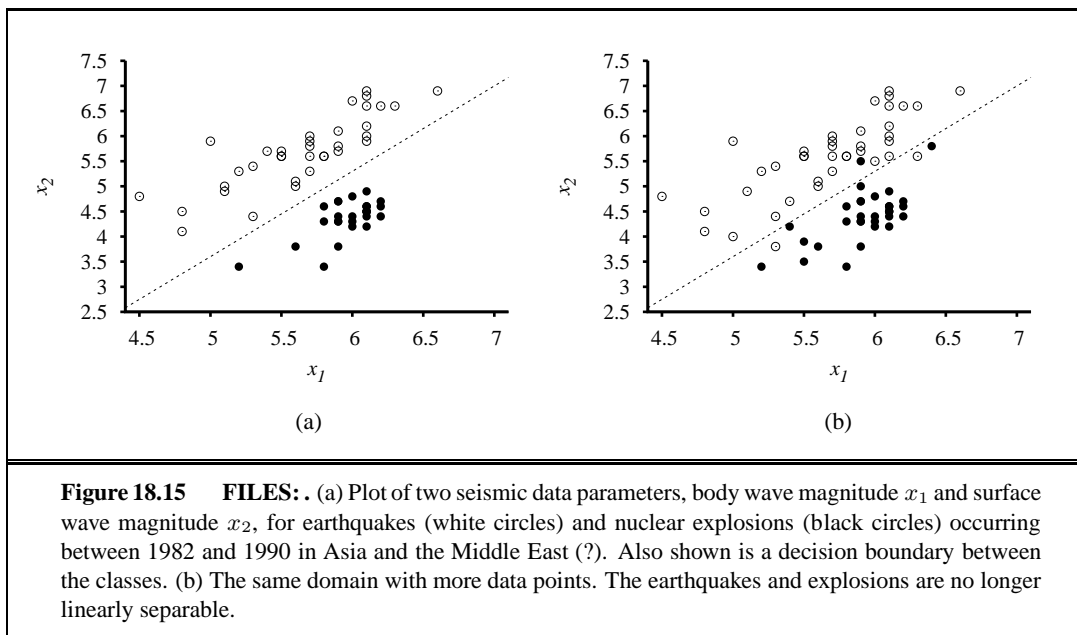 7.5
7
6.5
6
5.5
5
4.5
4
3.5
3
2.5
x2
4.5 5 5.5 6 6.5 7
x1
(a)
7.5
7
6.5
6
5.5
5
4.5
4
3.5
3
2.5
x2
4.5 5 5.5 6 6.5 7
x1
(b)
Figure 18.15 FILES: . (a) Plot of two seismic data parameters, body wave magnitude x1 and surface
wave magnitude x2, for earthquakes (white circles) and nuclear explosions (black circles) occurring
between 1982 and 1990 in Asia and the Middle East (?). Also shown is a decision boundary between
the classes. (b) The same domain with more data points. The earthquakes and explosions are no longer
linearly separable.